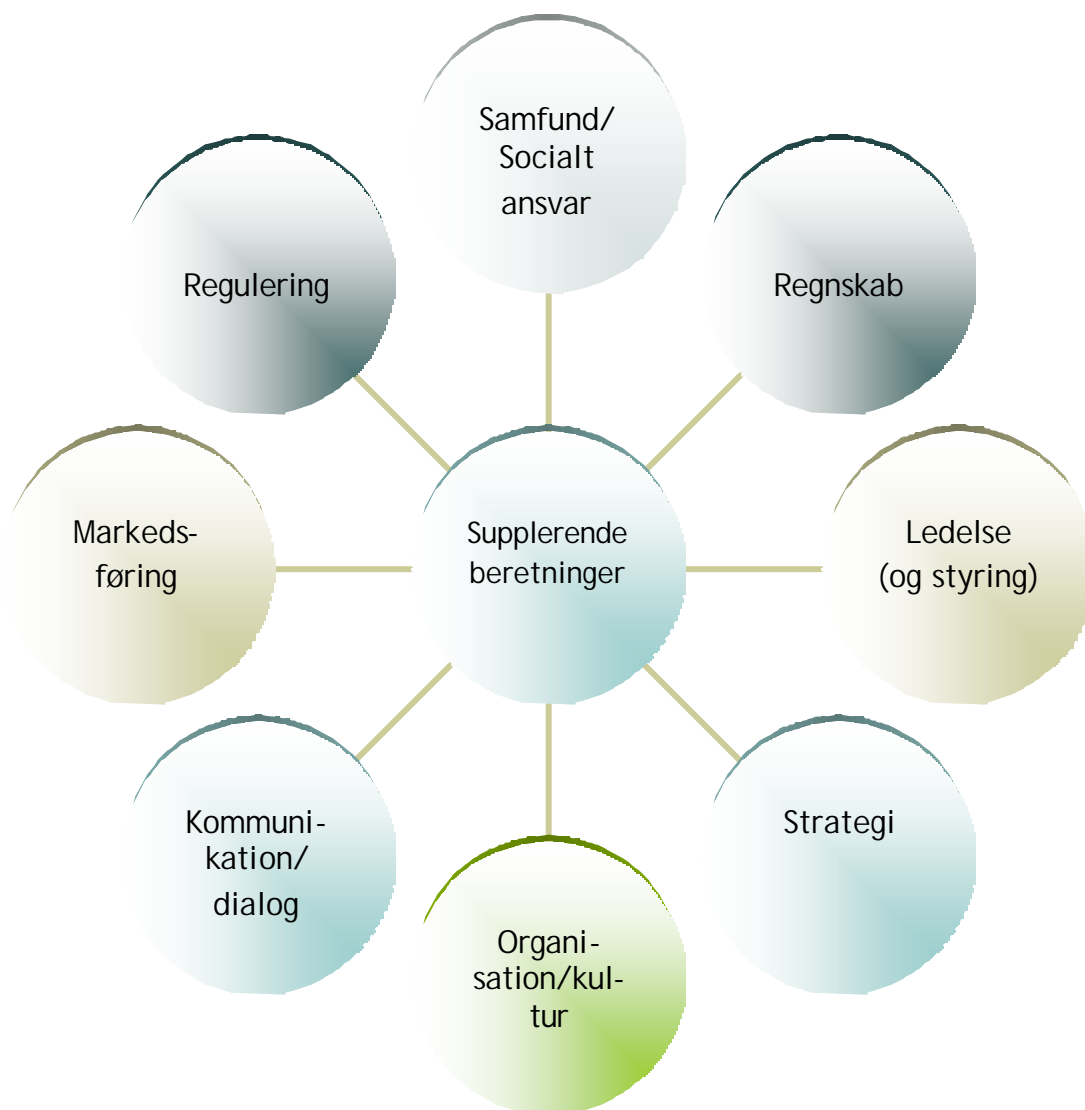 Samfund/
Socialt
ansvar
Regulering
Regnskab
Markeds-
føring
Supplerende
beretninger
Ledelse
(og styring)
Kommuni-
kation/
dialog
Strategi
Organi-
sation/kul-
tur